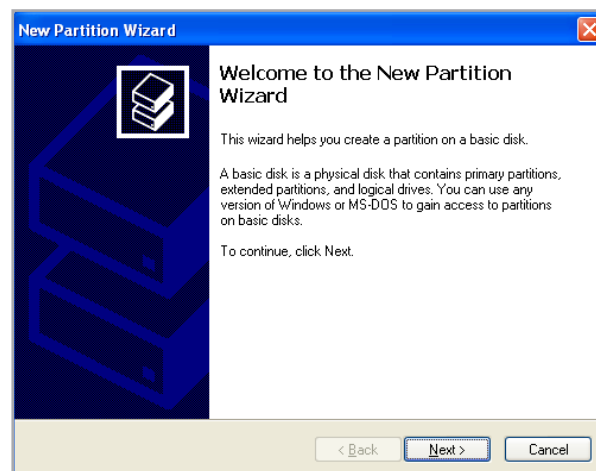 New Partition Wizard
Welcome to the New Partition
Wizard
This wizard helps you create a partition on a basic disk.
A basic disk is a physical disk that contains primary partitions,
extended partitions, and logical drives. You can use any
version of Windows or MS-DOS to gain access to partitions
on basic disks.
To continue, click Next.
< Back Next > Cancel